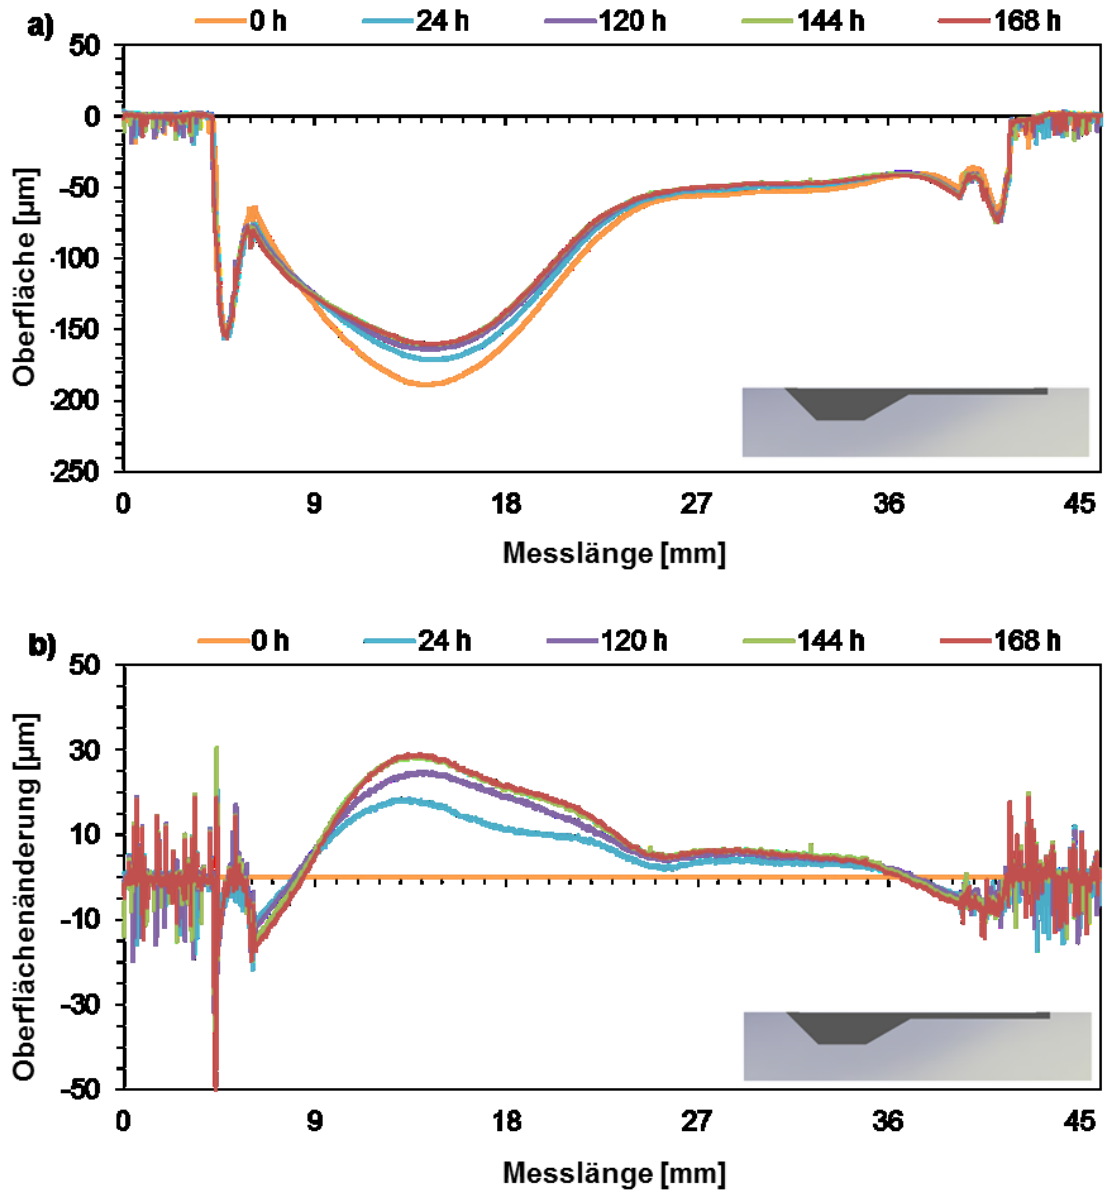 a) 0 h 24 h 120 h 144 h 168 h
50
0
-50
-100
-150
-200
-250
Oberfläche [µm]
0 9 18 27 36 45
Messlänge [mm]
b) 0 h 24 h 120 h 144 h 168 h
50
30
10
-10
-30
-50
Oberflächenänderung [µm]
0 9 18 27 36 45
Messlänge [mm]